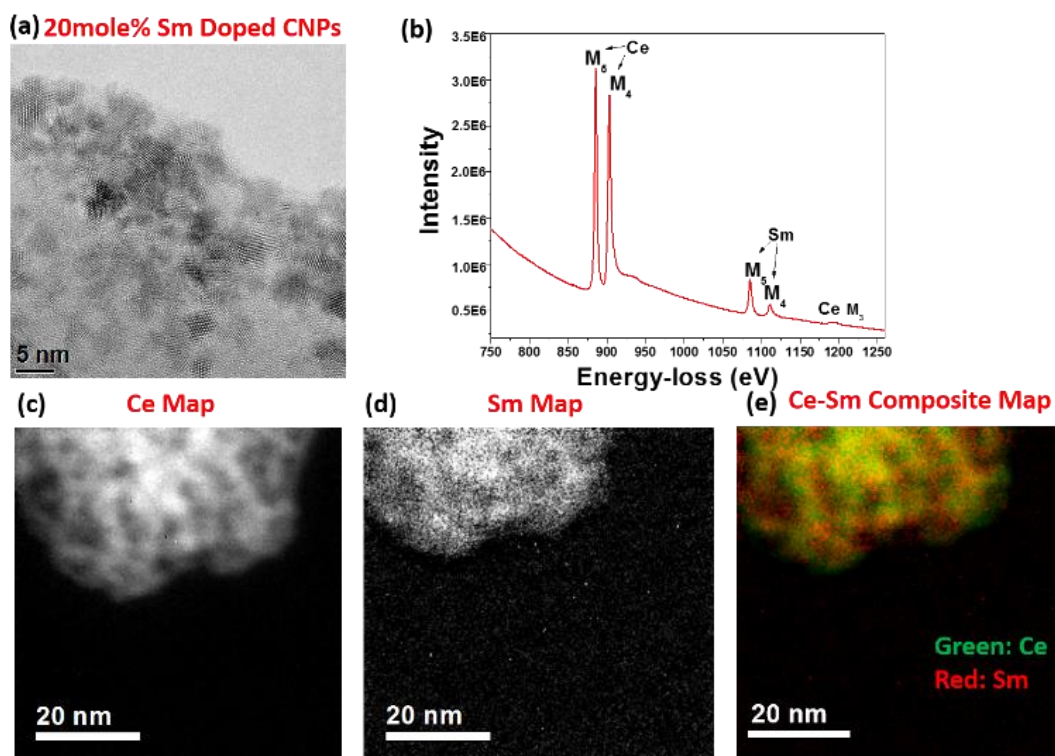 (a) 20mole% Sm Doped CNPs
5 nm
(b)
3.5E6
3.0E6
2.5E6
2.0E6
1.5E6
1.0E6
0.5E6
Intensity
M5 Ce
M4
Sm
M5
M4
Ce M3
750 800 850 900 950 1000 1050 1100 1150 1200 1250
Energy-loss (eV)
(c) Ce Map
20 nm
(d) Sm Map
20 nm
(e) Ce-Sm Composite Map
Green: Ce
Red: Sm
20 nm